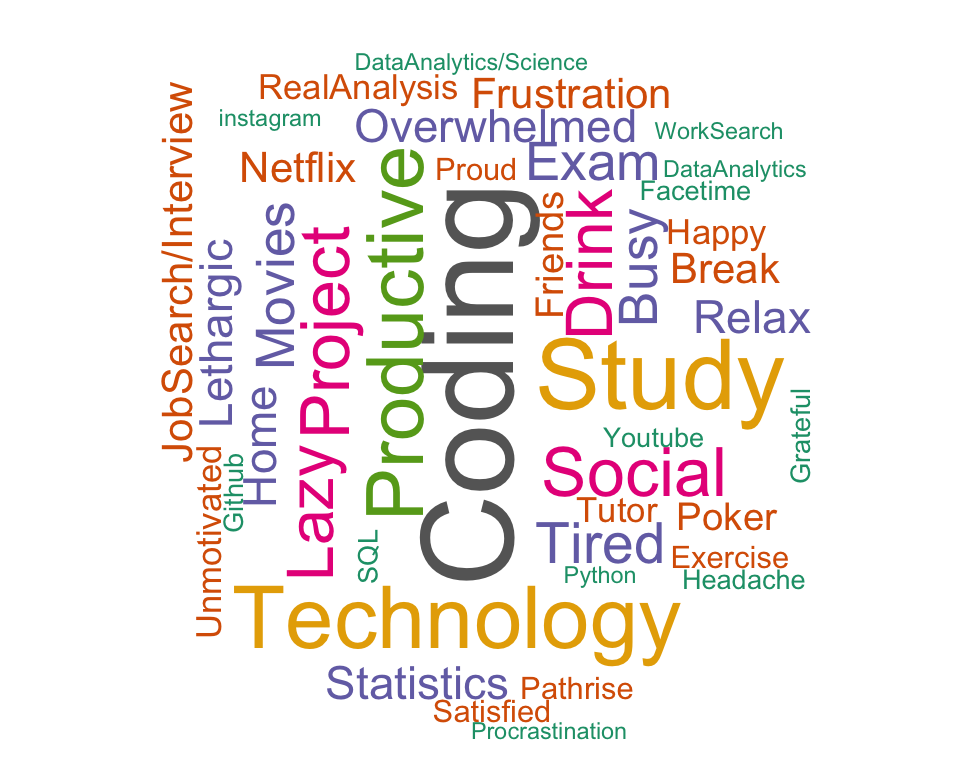 DataAnalytics/Science
RealAnalysis
Frustration
instagram
Overwhelmed
WorkSearch
Netflix
Proud
Exam
DataAnalytics
Facetime
JobSearch/Interview
Lethargic
Movies
Project
Productive
Coding
Friends
Drink
Busy
Happy
Break
Relax
Study
Grateful
Youtube
Home
Lazy
Social
Unmotivated
Github
SQL
Tutor
Poker
Tired
Exercise
Python
Headache
Technology
Statistics
Pathrise
Satisfied
Procrastination